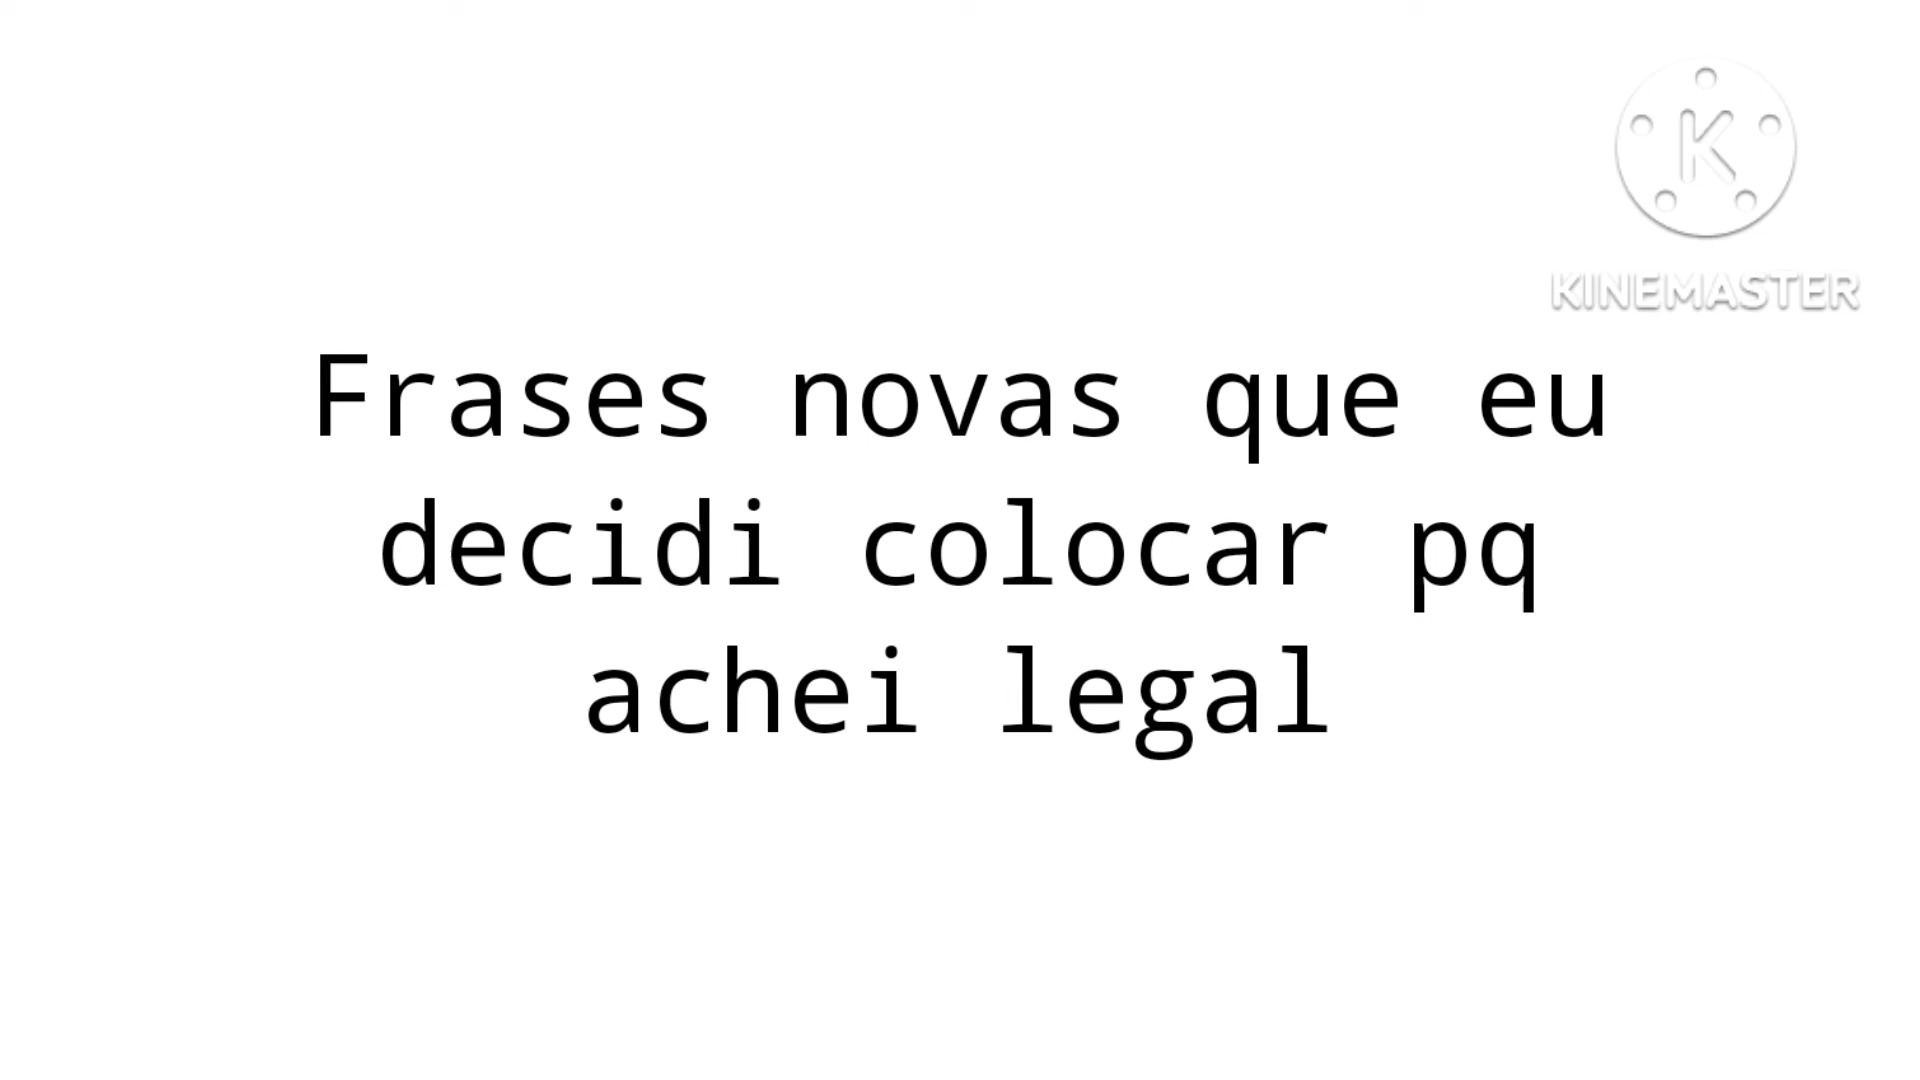 K
KINEMASTER
Frases novas que eu
decidi colocar pq
achei legal